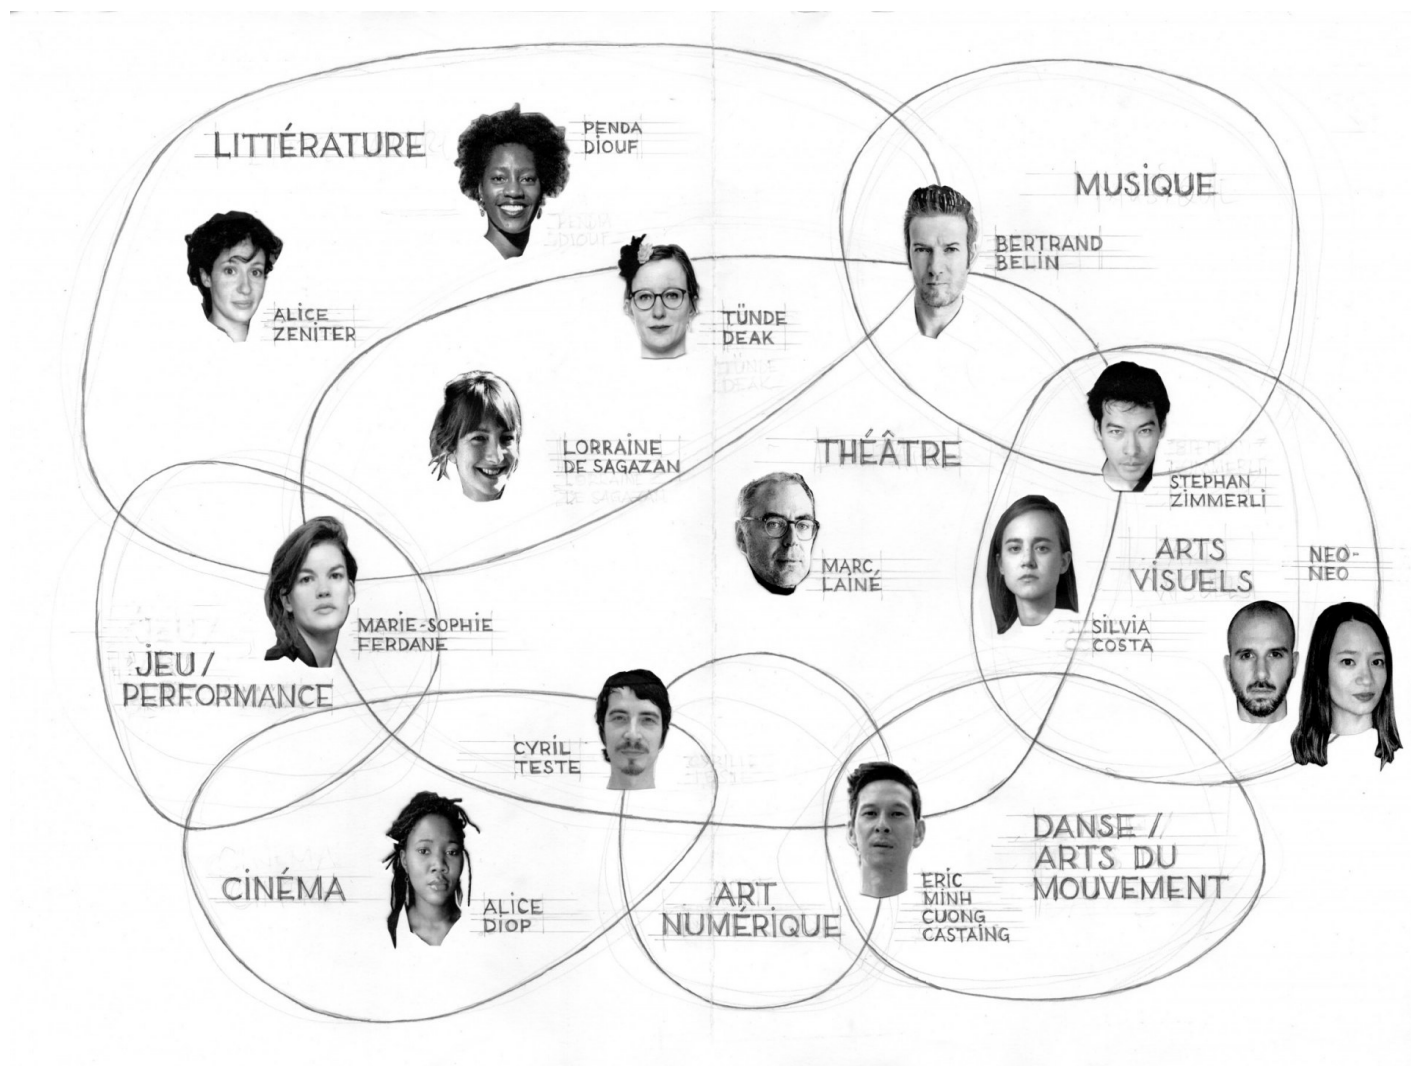 LITTÉRATURE
PENDA
DIOUF
MUSIQUE
BERTRAND
BELIN
ALICE
ZENITER
TÜNDE
DEAK
LORRAINE
DE SAGAZAN
THÉÂTRE
STEPHAN
ZIMMERLI
MARC
LAINÉ
ARTS
VISUELS
NEO-
NEO
SILVIA
COSTA
MARIE-SOPHIE
FERDANE
JEU/
PERFORMANCE
CYRIL
TESTE
CINÉMA
ALICE
DIOP
ART
NUMÉRIQUE
ERIC
MINH
CUONG
CASTAING
DANSE /
ARTS DU
MOUVEMENT